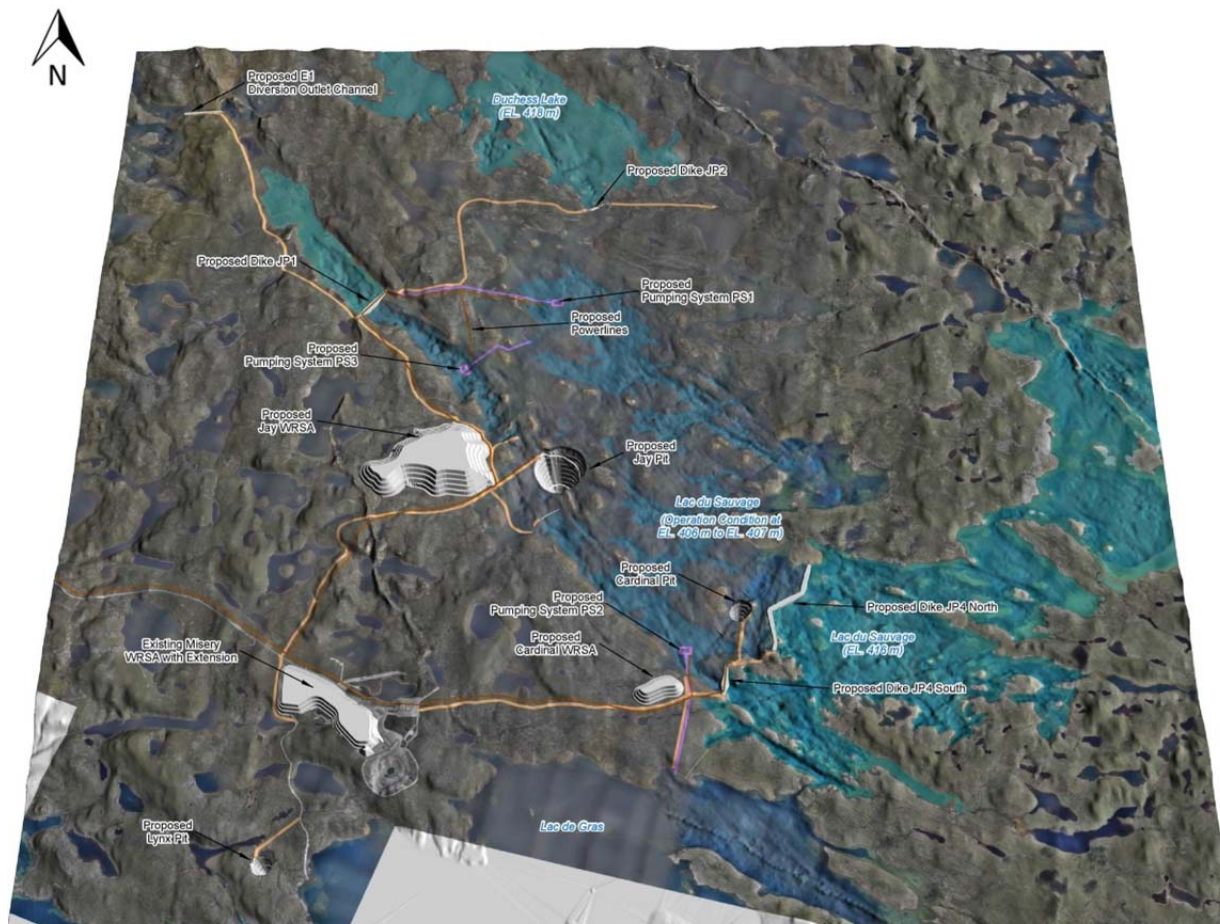 N
Proposed E1
Diversion Outlet Channel
Duchess Lake
(EL. 418 m)
Proposed Dike JP2
Proposed Dike JP1
Proposed
Pumping System PS1
Proposed
Powerlines
Proposed
Pumping System PS3
Proposed
Jay WRSA
Proposed
Jay Pit
Lac du Sauvage
(Operation Condition at
EL. 406 m to EL. 407 m)
Proposed
Cardinal Pit
Proposed
Pumping System PS2
Proposed Dike JP4 North
Proposed
Cardinal WRSA
Lac du Sauvage
(EL. 416 m)
Existing Misery
WRSA with Extension
Proposed Dike JP4 South
Proposed
Lynx Pit
Lac de Gras